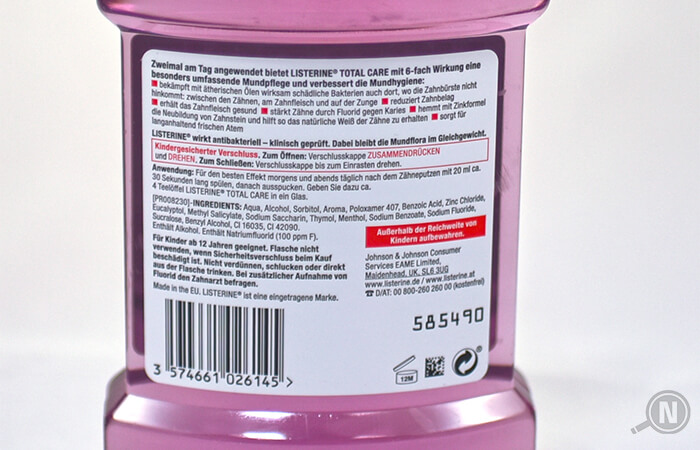 Zweimal am Tag angewendet bietet LISTERINE® TOTAL CARE mit 6-fach Wirkung eine
besonders umfassende Mundpflege und verbessert die Mundhygiene:
■ bekämpft mit ätherischen Ölen wirksam schädliche Bakterien auch dort, wo die Zahnbürste nicht
hinkommt: zwischen den Zähnen, am Zahnfleisch und auf der Zunge ■ reduziert Zahnbelag
■ erhält das Zahnfleisch gesund ■ stärkt Zähne durch Fluorid gegen Karies ■ hemmt mit Zinkformel
die Neubildung von Zahnstein und hilft so das natürliche Weiß der Zähne zu erhalten ■ sorgt für
langanhaltend frischen Atem
LISTERINE® wirkt antibakteriell – klinisch geprüft. Dabei bleibt die Mundflora im Gleichgewicht.
Kindergesicherter Verschluss. Zum Öffnen: Verschlusskappe ZUSAMMENDRÜCKEN
und DREHEN. Zum Schließen: Verschlusskappe bis zum Einrasten drehen.
Anwendung: Für den besten Effekt morgens und abends täglich nach dem Zähneputzen mit 20 ml ca.
30 Sekunden lang spülen, danach ausspucken. Geben Sie dazu ca.
4 Teelöffel LISTERINE® TOTAL CARE in ein Glas.
[PR008230]-INGREDIENTS: Aqua, Alcohol, Sorbitol, Aroma, Poloxamer 407, Benzoic Acid, Zinc Chloride,
Eucalyptol, Methyl Salicylate, Sodium Saccharin, Thymol, Menthol, Sodium Benzoate, Sodium Fluoride,
Sucralose, Benzyl Alcohol, CI 16035, CI 42090.
Enthält Alkohol. Enthält Natriumfluorid (100 ppm F).
Für Kinder ab 12 Jahren geeignet. Flasche nicht
verwenden, wenn Sicherheitsverschluss beim Kauf
beschädigt ist. Nicht verdünnen, schlucken oder direkt
aus der Flasche trinken. Bei zusätzlicher Aufnahme von
Fluorid den Zahnarzt befragen.
Made in the EU. LISTERINE® ist eine eingetragene Marke.
Außerhalb der Reichweite von
Kindern aufbewahren.
Johnson & Johnson Consumer
Services EAME Limited,
Maidenhead, UK, SL6 3UG
www.listerine.de / www.listerine.at
☎ D/AT: 00 800-260 260 00 (kostenfrei)
585490
3 574661 026145 >
12M
N